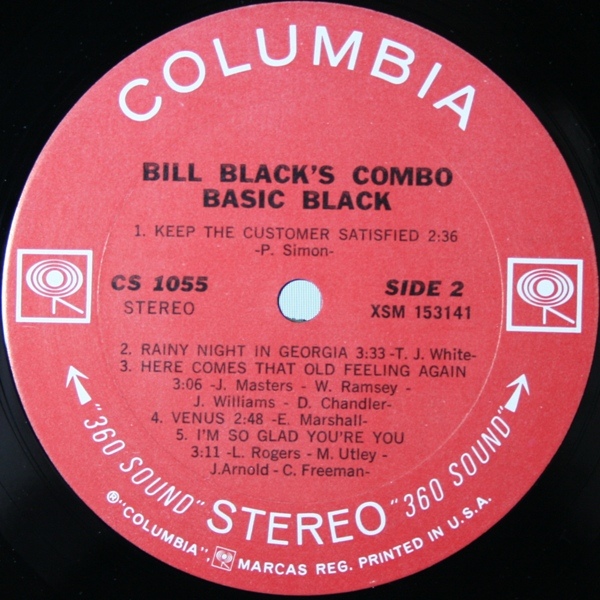 COLUMBIA
BILL BLACK'S COMBO
BASIC BLACK
1. KEEP THE CUSTOMER SATISFIED 2:36
-P. Simon-
CS 1055
STEREO
SIDE 2
XSM 153141
2. RAINY NIGHT IN GEORGIA 3:33 -T. J. White-
3. HERE COMES THAT OLD FEELING AGAIN
3:06 -J. Masters - W. Ramsey -
J. Williams - D. Chandler-
4. VENUS 2:48 -E. Marshall-
5. I'M SO GLAD YOU'RE YOU
3:11 -L. Rogers - M. Utley -
J.Arnold - C. Freeman-
"360 SOUND" STEREO "360 SOUND"
®"COLUMBIA", MARCAS REG. PRINTED IN U.S.A.